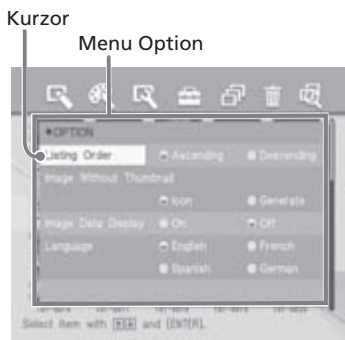 Kurzor
Menu Option
OPTION
Listing Order Ascending Descending
Image Without Thumbnail
Icon Generate
Image Data Display On Off
Language English French
Spanish German
Select item with and [ENTER].